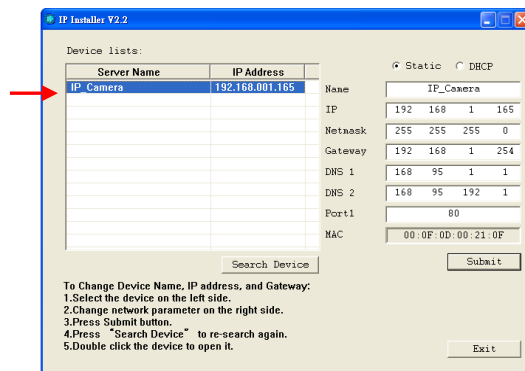 IP Installer V2.2
Device lists:
Server Name IP Address
IP_Camera 192.168.001.165
Static DHCP
Name IP_Camera
IP 192 168 1 165
Netmask 255 255 255 0
Gateway 192 168 1 254
DNS 1 168 95 1 1
DNS 2 168 95 192 1
Port1 80
MAC 00:0F:0D:00:21:0F
Search Device
Submit
To Change Device Name, IP address, and Gateway:
1.Select the device on the left side.
2.Change network parameter on the right side.
3.Press Submit button.
4.Press “Search Device” to re-search again.
5.Double click the device to open it.
Exit